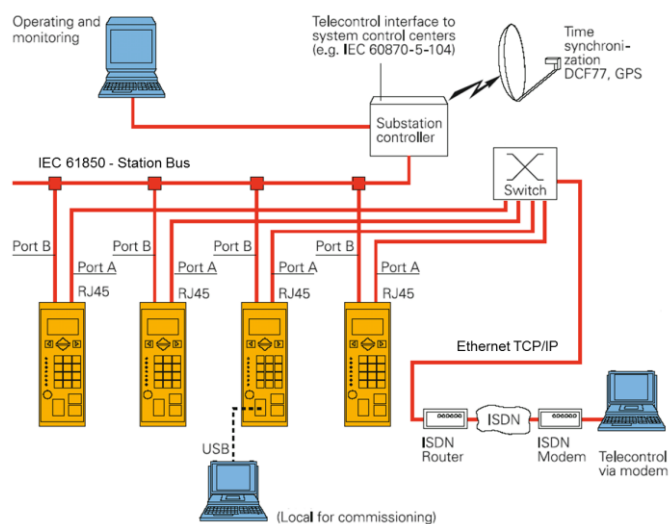 Operating and
monitoring
Telecontrol interface to
system control centers
(e.g. IEC 60870-5-104)
Time
synchroni-
zation
DCF77, GPS
Substation
controller
IEC 61850 - Station Bus
Switch
Port B
Port A
RJ45
Port B
Port A
RJ45
Port B
Port A
RJ45
Port B
Port A
RJ45
Ethernet TCP/IP
ISDN
ISDN
Router
ISDN
Modem
Telecontrol
via modem
USB
(Local for commissioning)